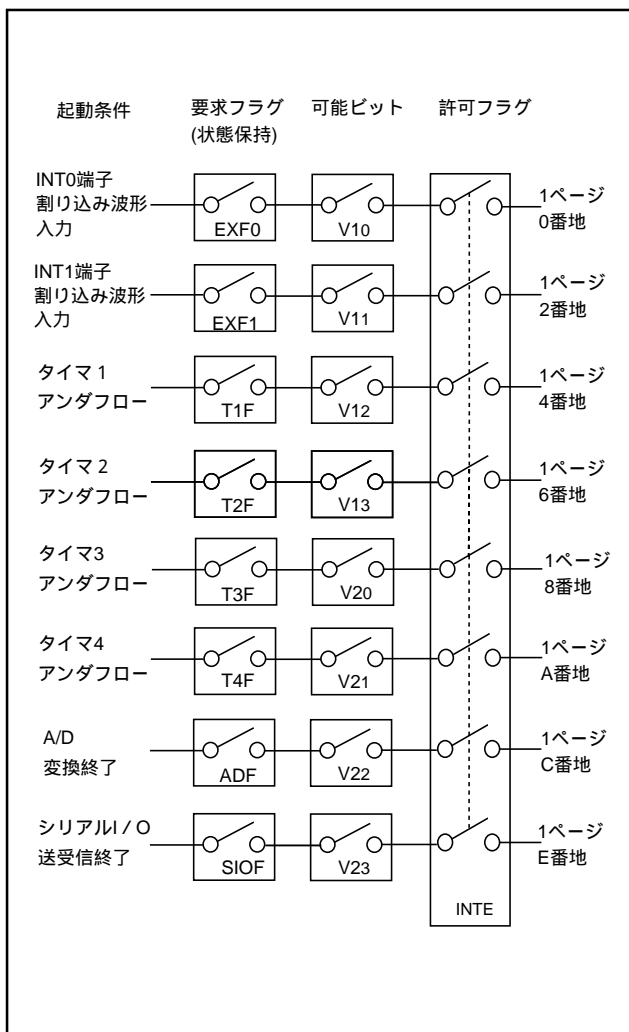 起動条件 要求フラグ 可能ビット 許可フラグ
(状態保持)
INT0端子
割り込み波形
入力
EXF0
V10
1ページ
0番地
INT1端子
割り込み波形
入力
EXF1
V11
1ページ
2番地
タイマ1
アンダフロー
T1F
V12
1ページ
4番地
タイマ2
アンダフロー
T2F
V13
1ページ
6番地
タイマ3
アンダフロー
T3F
V20
1ページ
8番地
タイマ4
アンダフロー
T4F
V21
1ページ
A番地
A/D
変換終了
ADF
V22
1ページ
C番地
シリアルI/O
送受信終了
SIOF
V23
1ページ
E番地
INTE